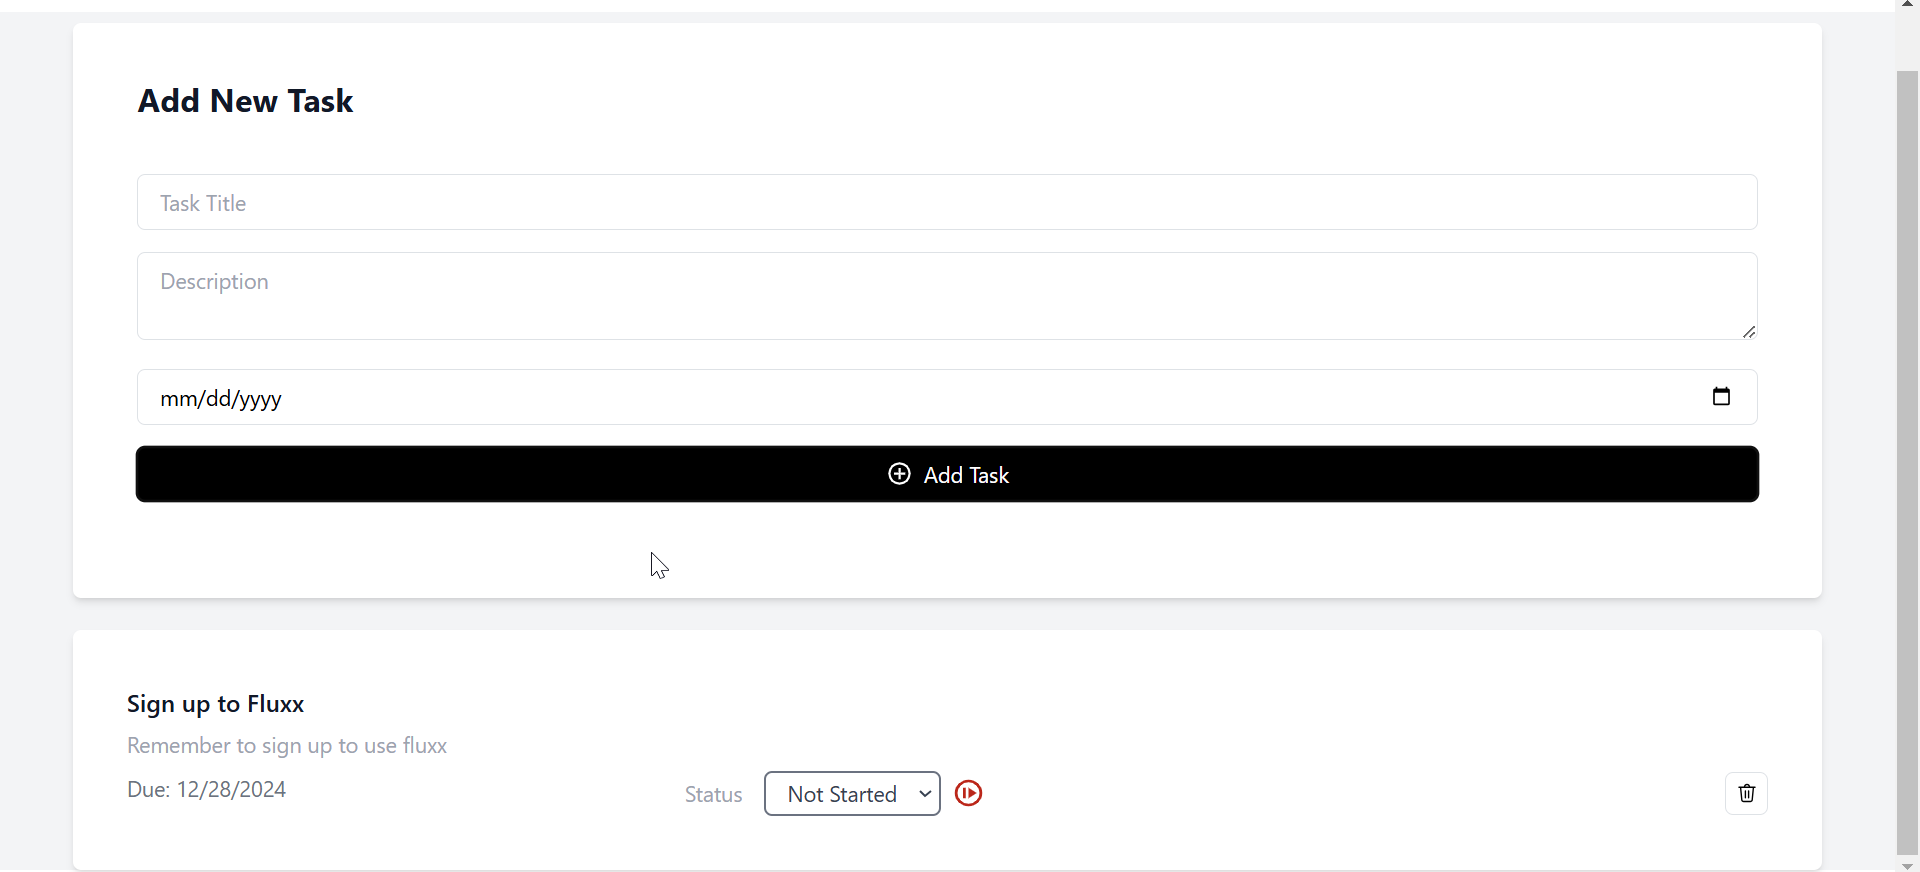 Add New Task
Task Title
Description
mm/dd/yyyy
Add Task
Sign up to Fluxx
Remember to sign up to use fluxx
Due: 12/28/2024
Status Not Started